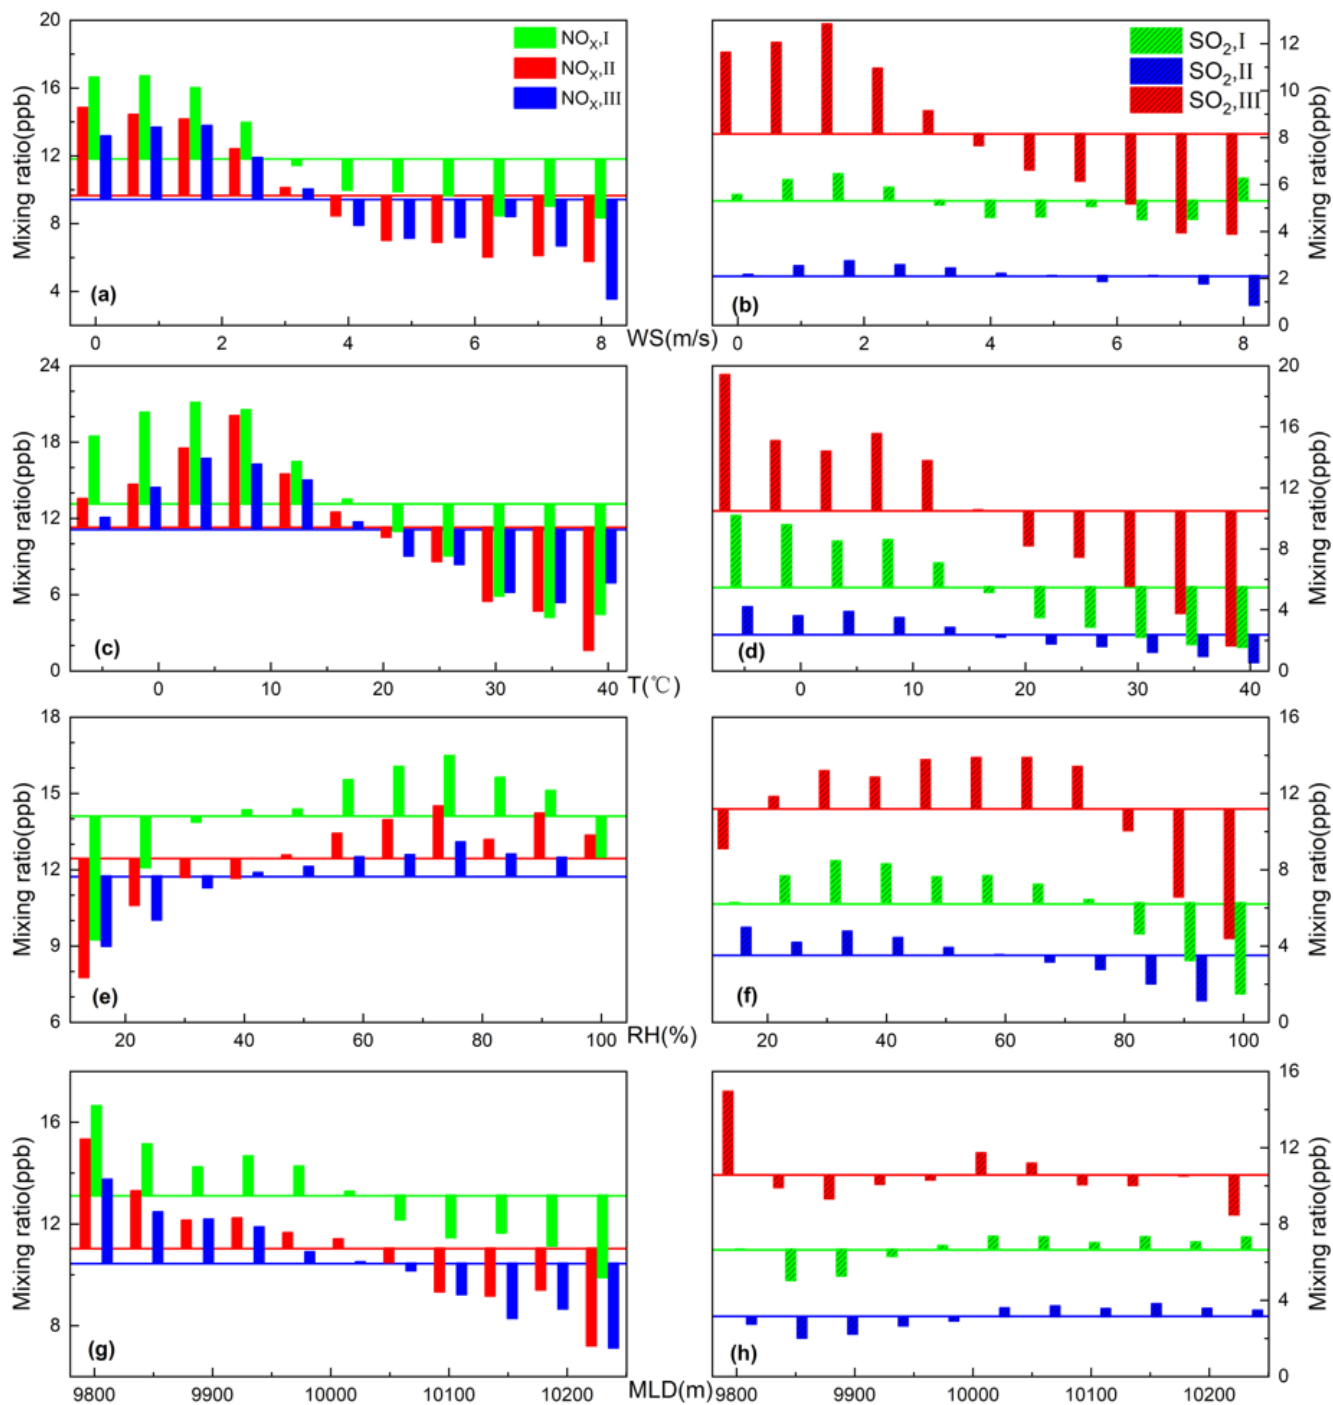 20
16
12
8
4
Mixing ratio(ppb)
NOX,I
NOX,II
NOX,III
(a)
0 2 4 6 8
WS(m/s)
SO2,I
SO2,II
SO2,III
(b)
0 2 4 6 8
12
10
8
6
4
2
0
Mixing ratio(ppb)
24
18
12
6
0
Mixing ratio(ppb)
(c)
0 10 20 30 40
T(℃)
(d)
0 10 20 30 40
20
16
12
8
4
0
Mixing ratio(ppb)
18
15
12
9
6
Mixing ratio(ppb)
(e)
20 40 60 80 100
RH(%)
(f)
20 40 60 80 100
16
12
8
4
0
Mixing ratio(ppb)
16
12
8
Mixing ratio(ppb)
(g)
9800 9900 10000 10100 10200
MLD(m)
(h)
9800 9900 10000 10100 10200
16
12
8
4
0
Mixing ratio(ppb)